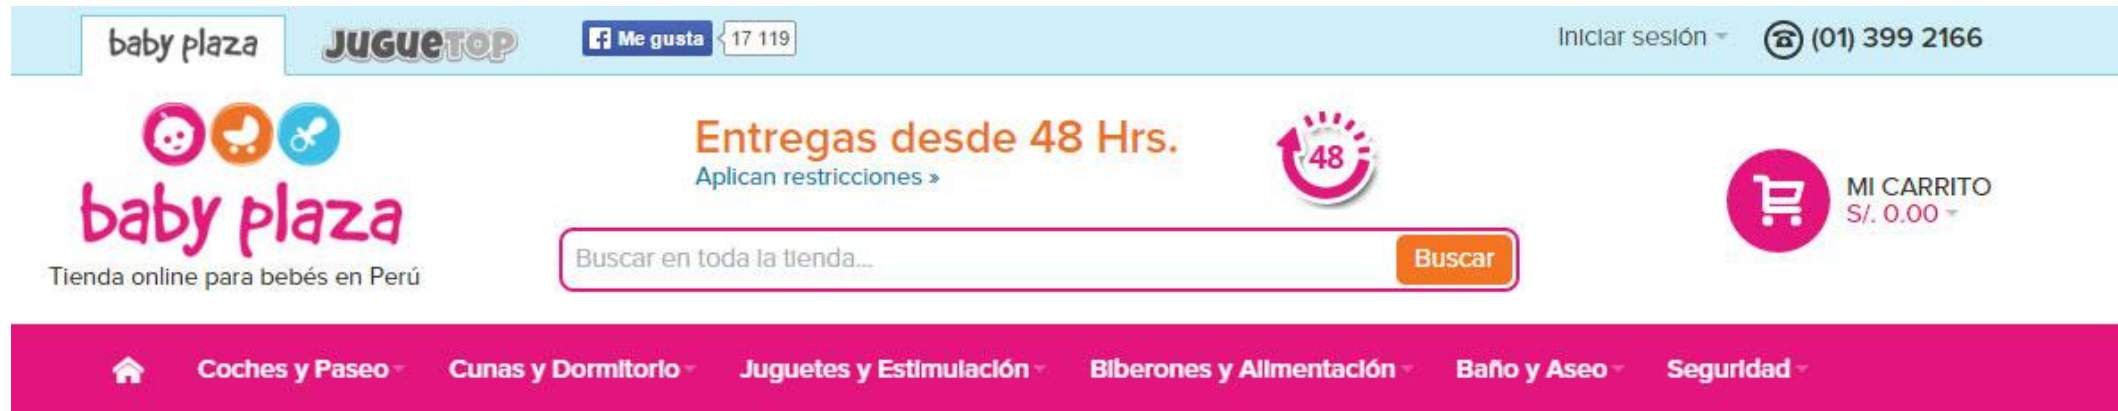 baby plaza JUGUETOP Me gusta 17 119 Iniciar sesión (01) 399 2166
Entregas desde 48 Hrs.
48
Aplican restricciones »
baby plaza
Tienda online para bebés en Perú
Buscar en toda la tienda... Buscar
MI CARRITO
S/. 0.00
Coches y Paseo Cunas y Dormitorio Juguetes y Estimulación Biberones y Alimentación Baño y Aseo Seguridad